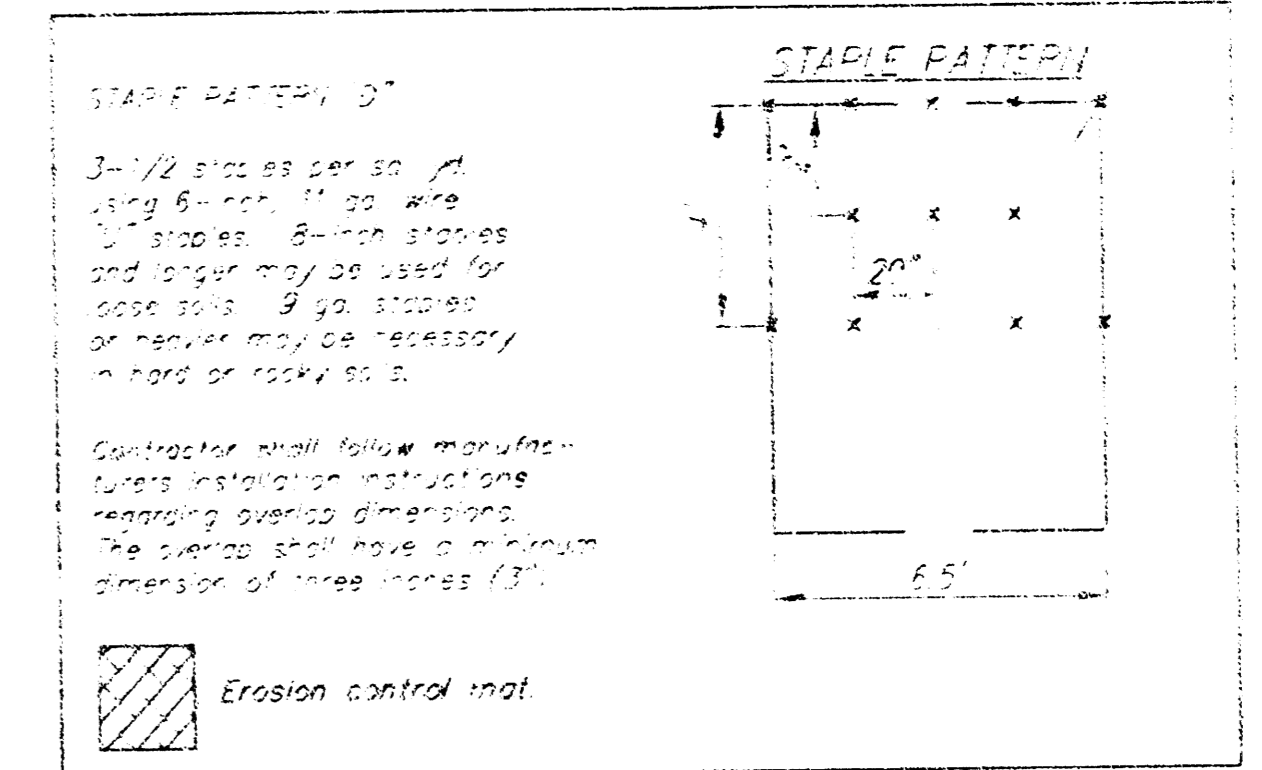 STAPLE PATTERN "D"
3-1/2 staples per sq. yd.
using 6-inch, 11 ga. wire
"U" staples. 8-inch staples
and longer may be used for
loose soils. 9 ga. staples
or heavier may be necessary
in hard or rocky soils.
Contractor shall follow manufac-
turers installation instructions
regarding overlap dimensions.
The overlap shall have a minimum
dimension of three inches (3").
Erosion control mat.
STAPLE PATTERN
20"
6.5'